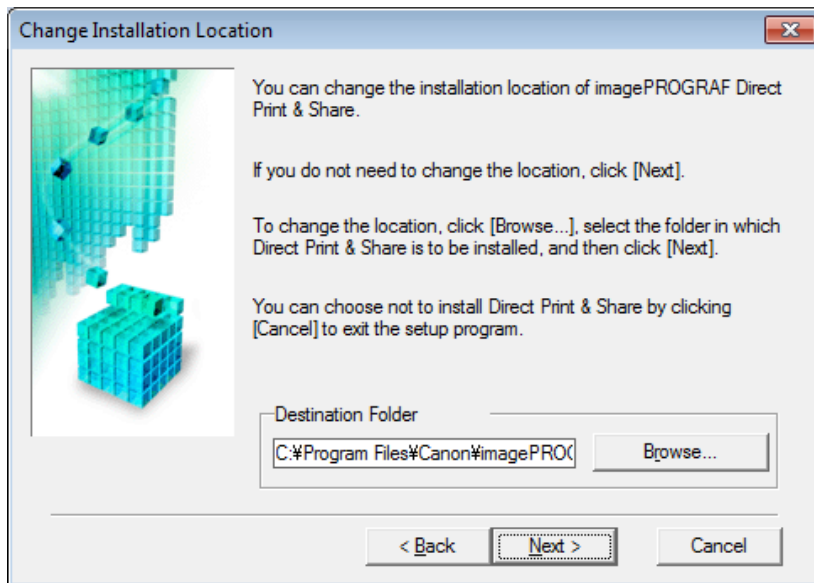 Change Installation Location
You can change the installation location of imagePROGRAF Direct
Print & Share.
If you do not need to change the location, click [Next].
To change the location, click [Browse...], select the folder in which
Direct Print & Share is to be installed, and then click [Next].
You can choose not to install Direct Print & Share by clicking
[Cancel] to exit the setup program.
Destination Folder
C:¥Program Files¥Canon¥imagePROG
Browse...
< Back
Next >
Cancel